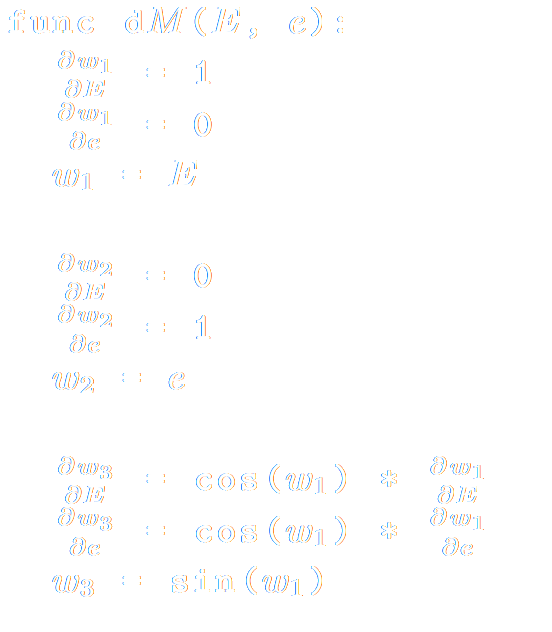 func dM(E, e):
∂w₁/∂E = 1
∂w₁/∂e = 0
w₁ = E
∂w₂/∂E = 0
∂w₂/∂e = 1
w₂ = e
∂w₃/∂E = cos(w₁) * ∂w₁/∂E
∂w₃/∂e = cos(w₁) * ∂w₁/∂e
w₃ = sin(w₁)